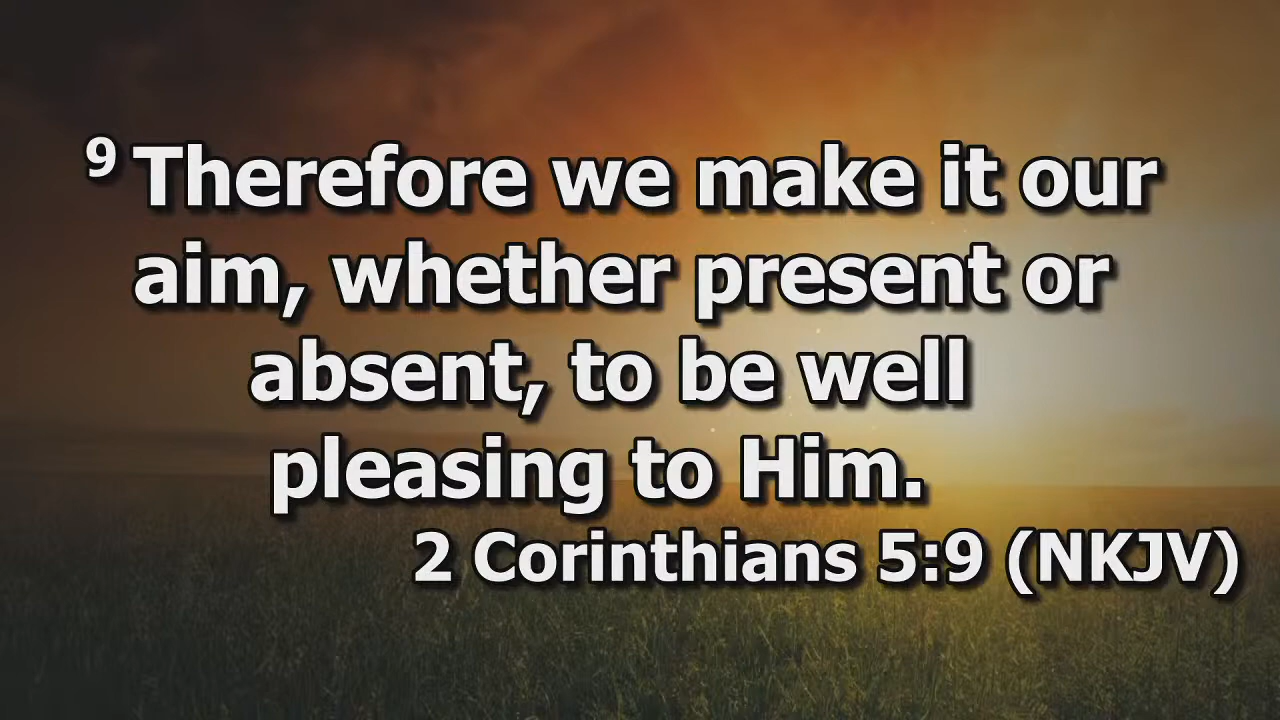 9 Therefore we make it our
aim, whether present or
absent, to be well
pleasing to Him.
2 Corinthians 5:9 (NKJV)